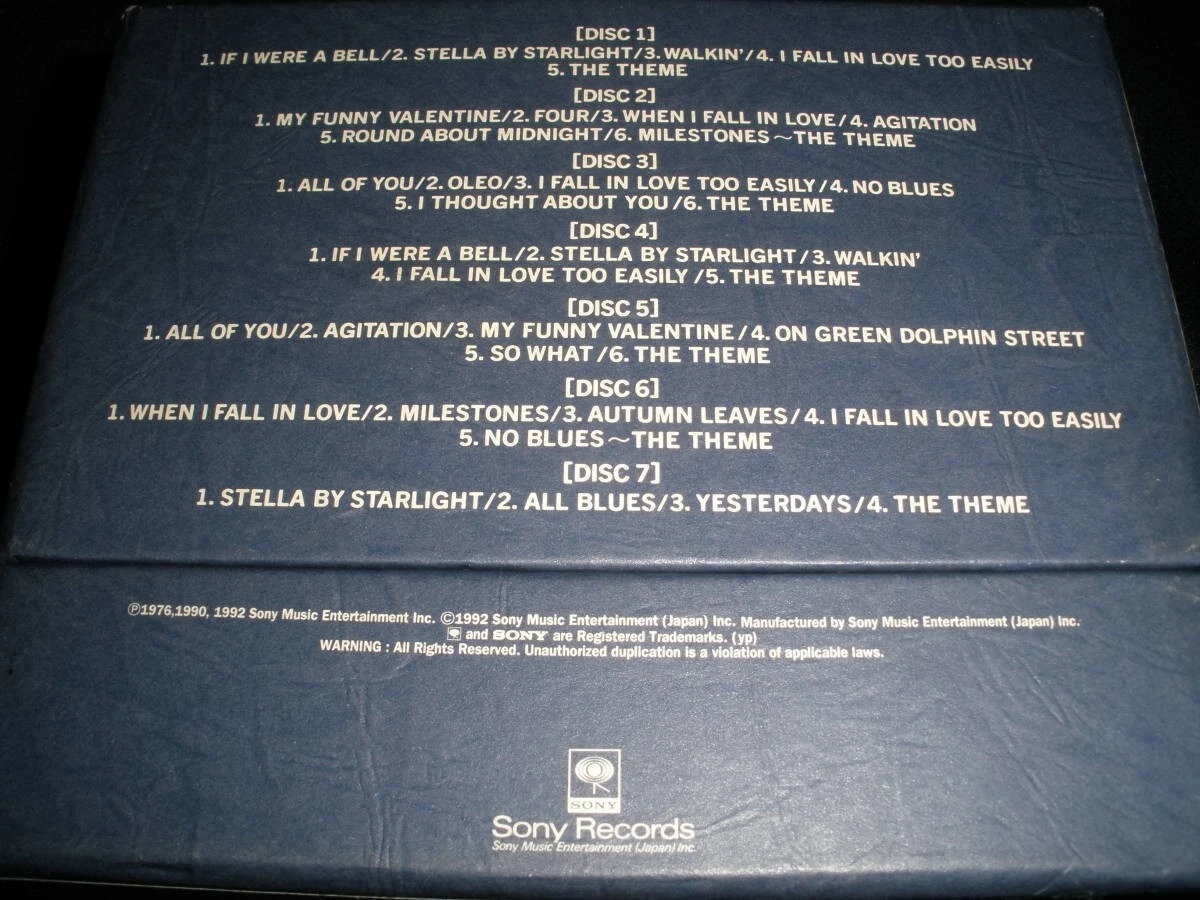 [DISC 1]
1. IF I WERE A BELL/2. STELLA BY STARLIGHT/3. WALKIN'/4. I FALL IN LOVE TOO EASILY
5. THE THEME
[DISC 2]
1. MY FUNNY VALENTINE/2. FOUR/3. WHEN I FALL IN LOVE/4. AGITATION
5. ROUND ABOUT MIDNIGHT/6. MILESTONES～THE THEME
[DISC 3]
1. ALL OF YOU/2. OLEO/3. I FALL IN LOVE TOO EASILY/4. NO BLUES
5. I THOUGHT ABOUT YOU/6. THE THEME
[DISC 4]
1. IF I WERE A BELL/2. STELLA BY STARLIGHT/3. WALKIN'
4. I FALL IN LOVE TOO EASILY/5. THE THEME
[DISC 5]
1. ALL OF YOU/2. AGITATION/3. MY FUNNY VALENTINE/4. ON GREEN DOLPHIN STREET
5. SO WHAT/6. THE THEME
[DISC 6]
1. WHEN I FALL IN LOVE/2. MILESTONES/3. AUTUMN LEAVES/4. I FALL IN LOVE TOO EASILY
5. NO BLUES～THE THEME
[DISC 7]
1. STELLA BY STARLIGHT/2. ALL BLUES/3. YESTERDAYS/4. THE THEME
℗1976,1990, 1992 Sony Music Entertainment Inc. ©1992 Sony Music Entertainment (Japan) Inc. Manufactured by Sony Music Entertainment (Japan) Inc.
and SONY are Registered Trademarks. (yp)
WARNING : All Rights Reserved. Unauthorized duplication is a violation of applicable laws.
SONY
Sony Records
Sony Music Entertainment (Japan) Inc.